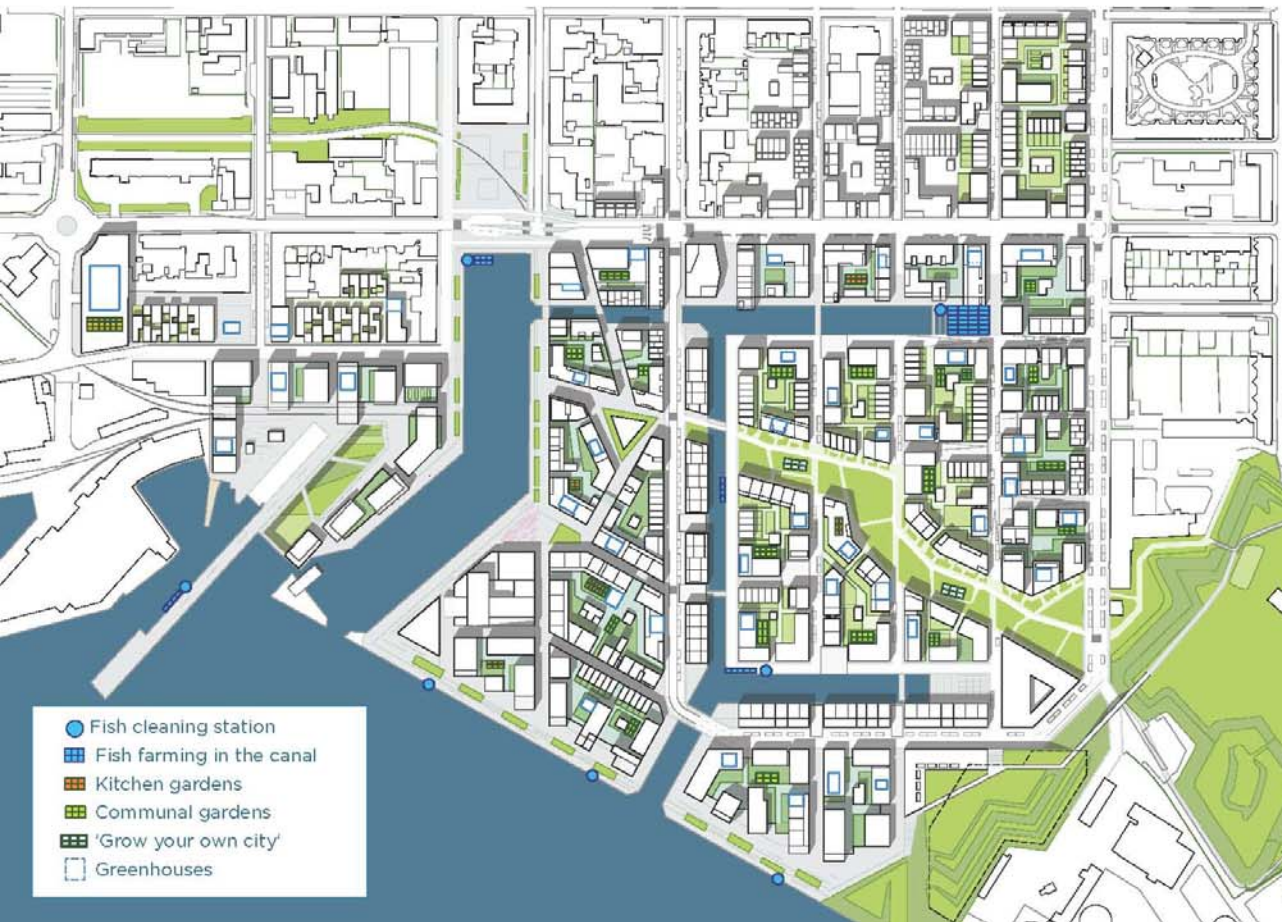 Fish cleaning station
Fish farming in the canal
Kitchen gardens
Communal gardens
'Grow your own city'
Greenhouses